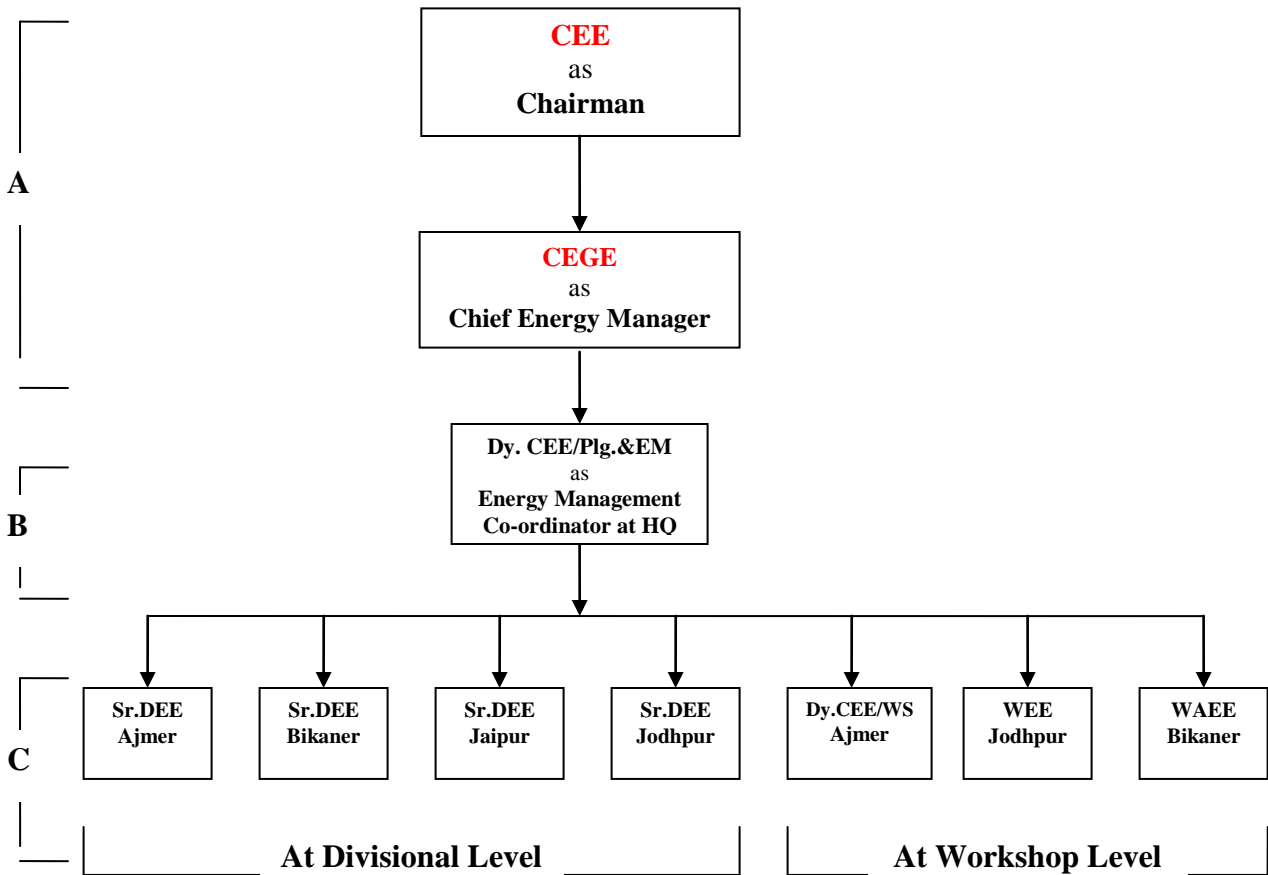 CEE
as
Chairman
A
CEGE
as
Chief Energy Manager
Dy. CEE/Plg.&EM
as
Energy Management
Co-ordinator at HQ
B
Sr.DEE
Ajmer
Sr.DEE
Bikaner
Sr.DEE
Jaipur
Sr.DEE
Jodhpur
Dy.CEE/WS
Ajmer
WEE
Jodhpur
WAEE
Bikaner
C
At Divisional Level
At Workshop Level